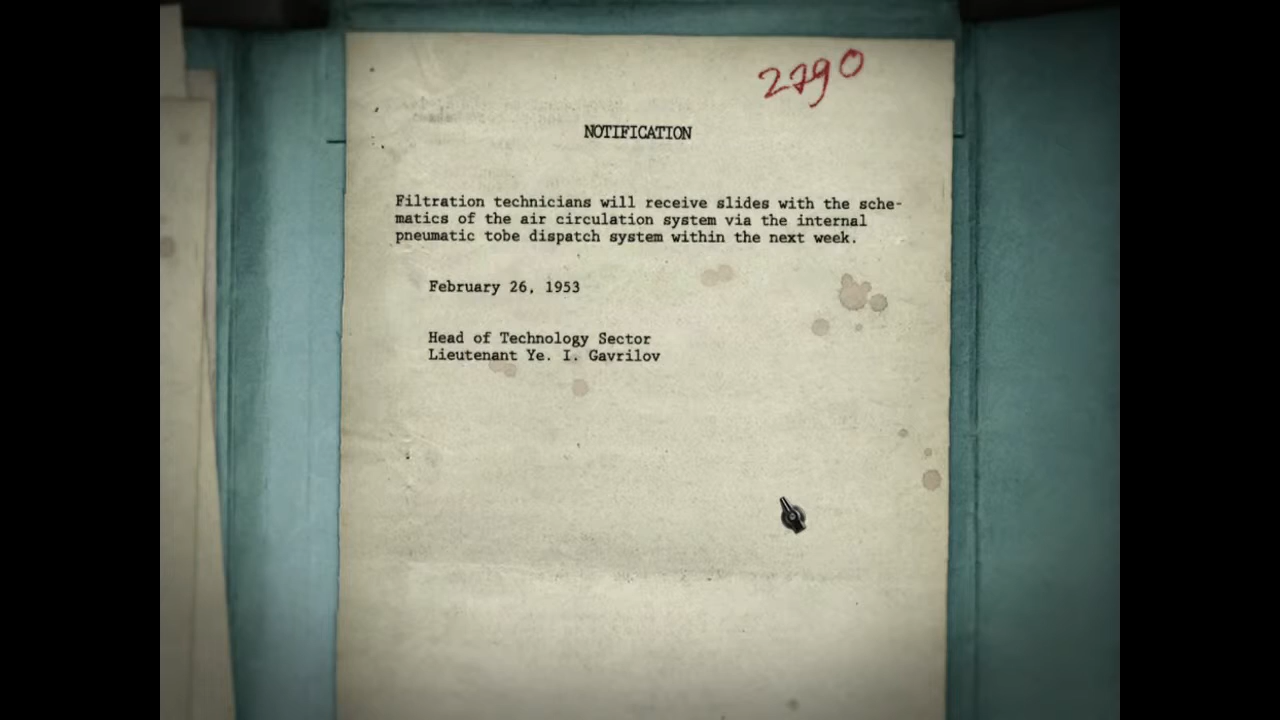 2790
NOTIFICATION
Filtration technicians will receive slides with the sche-
matics of the air circulation system via the internal
pneumatic tobe dispatch system within the next week.
February 26, 1953
Head of Technology Sector
Lieutenant Ye. I. Gavrilov